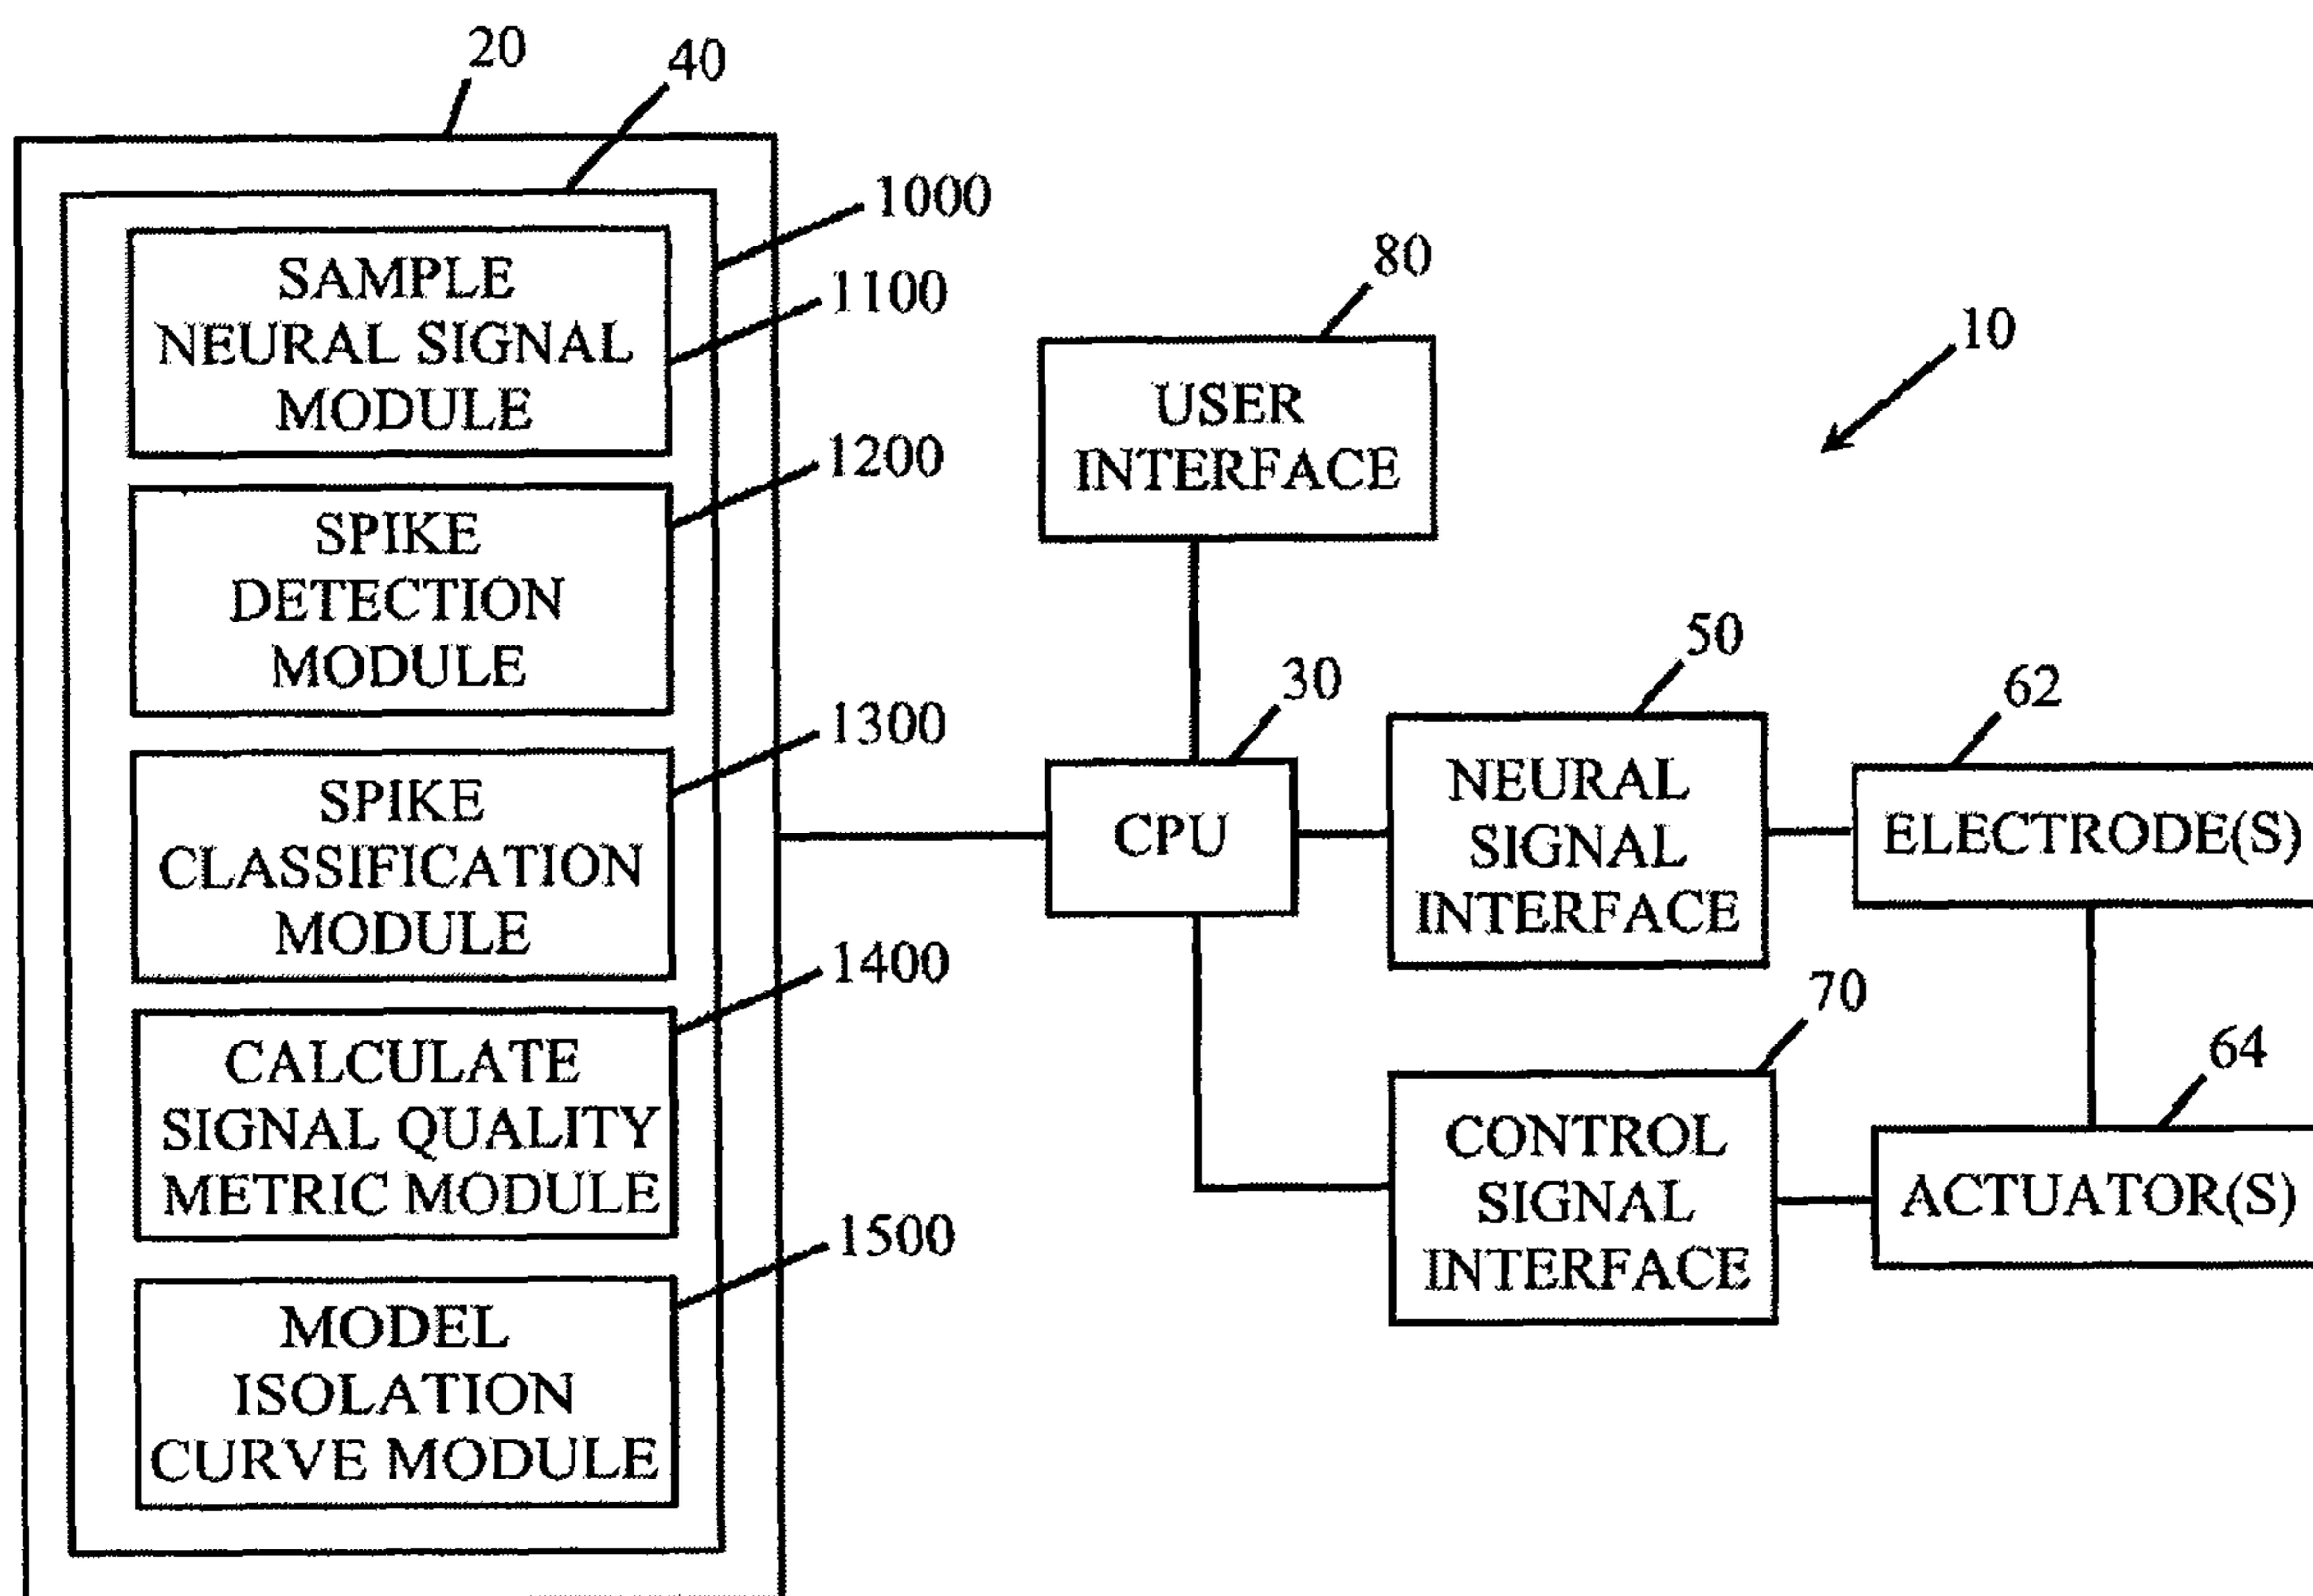 20
40
1000
SAMPLE
NEURAL SIGNAL
MODULE
1100
SPIKE
DETECTION
MODULE
1200
SPIKE
CLASSIFICATION
MODULE
1300
CALCULATE
SIGNAL QUALITY
METRIC MODULE
1400
MODEL
ISOLATION
CURVE MODULE
1500
80
USER
INTERFACE
10
30
CPU
50
NEURAL
SIGNAL
INTERFACE
62
ELECTRODE(S)
70
CONTROL
SIGNAL
INTERFACE
64
ACTUATOR(S)